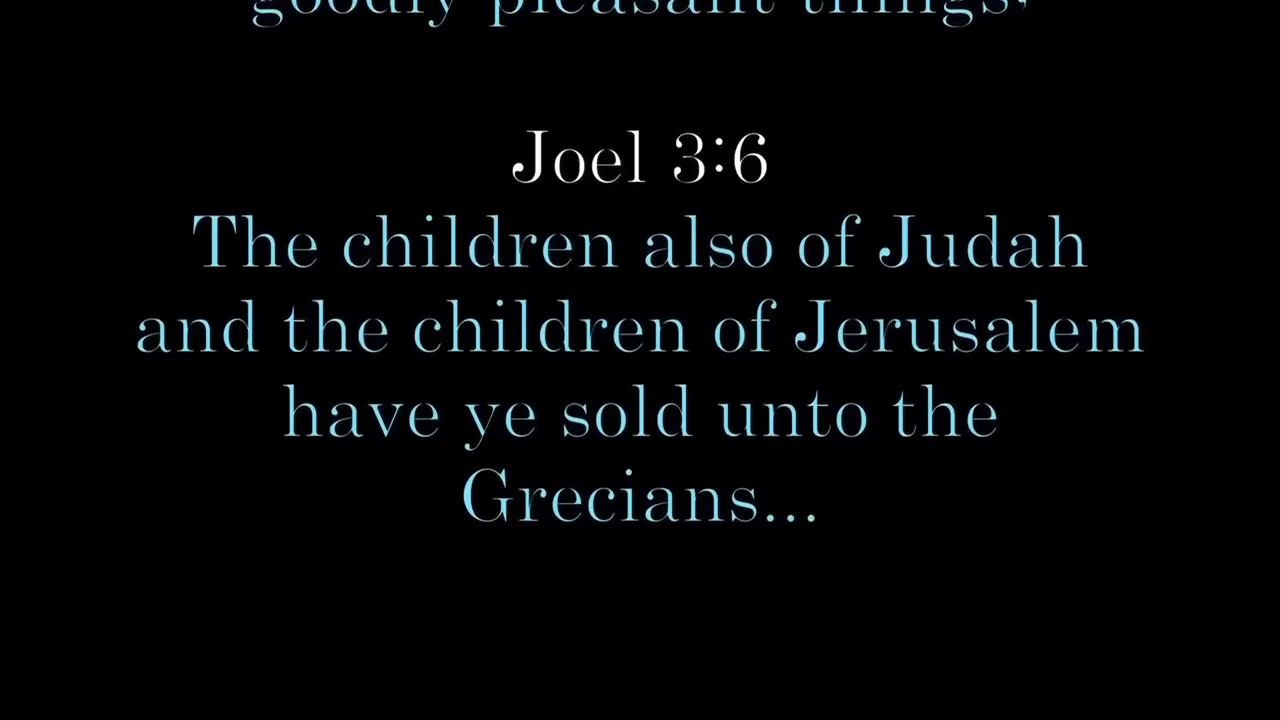 goodly pleasant things:
Joel 3:6
The children also of Judah
and the children of Jerusalem
have ye sold unto the
Grecians...